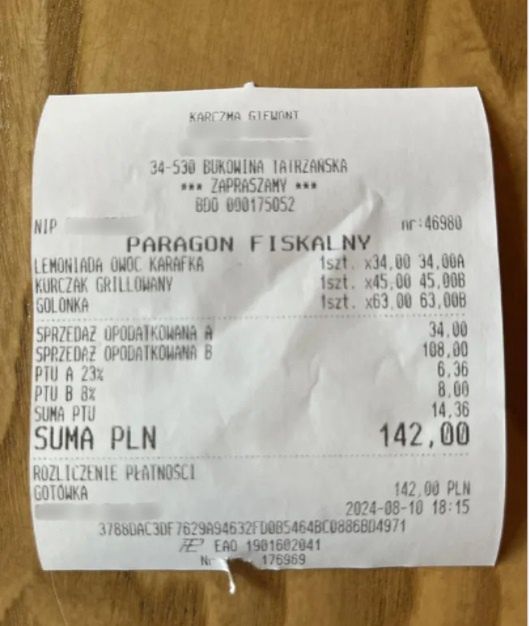 KARCZMA GIEWONT
34-530 BUKOWINA TATRZAŃSKA
*** ZAPRASZAMY ***
BDO 000175052
NIP nr:46980
PARAGON FISKALNY
LEMONIADA OWOC KARAFKA 1szt. x34,00 34,00A
KURCZAK GRILLOWANY 1szt. x45,00 45,00B
GOLONKA 1szt. x63,00 63,00B
SPRZEDAŻ OPODATKOWANA A 34,00
SPRZEDAŻ OPODATKOWANA B 108,00
PTU A 23% 6,36
PTU B 8% 8,00
SUMA PTU 14,36
SUMA PLN 142,00
ROZLICZENIE PŁATNOŚCI
GOTÓWKA 142,00 PLN
2024-08-10 18:15
3788DAC3DF7629A94632FD0B5464BC0886BD4971
EAO 1901602041
Nr 176969